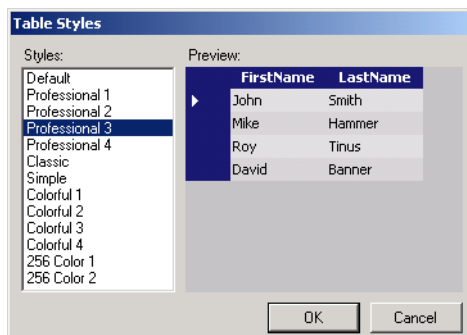 Table Styles
Styles:
Default
Professional 1
Professional 2
Professional 3
Professional 4
Classic
Simple
Colorful 1
Colorful 2
Colorful 3
Colorful 4
256 Color 1
256 Color 2
Preview:
FirstName LastName
John Smith
Mike Hammer
Roy Tinus
David Banner
OK Cancel